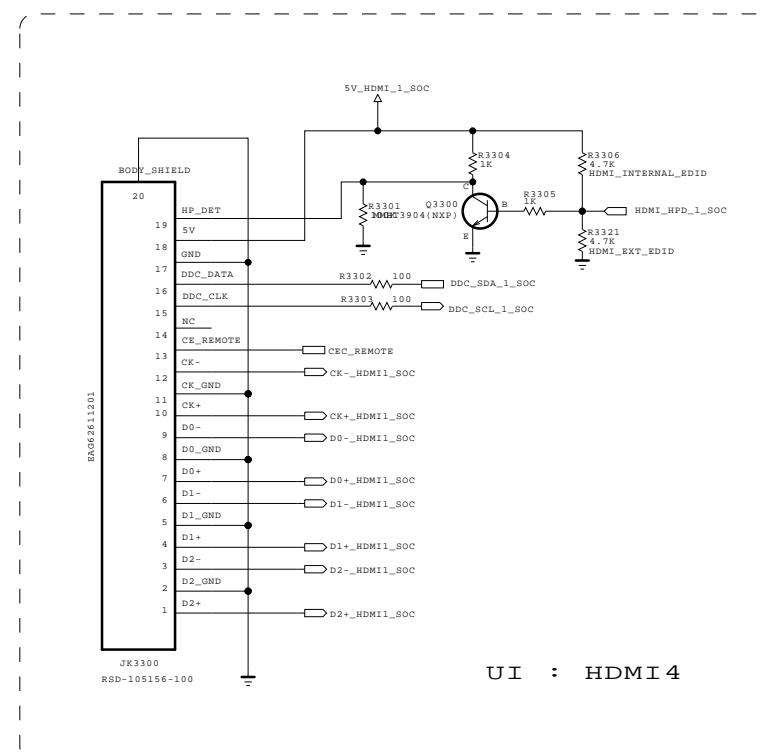 5V_HDMI_1_SOC
R3304
1K
R3306
4.7K
HDMI_INTERNAL_EDID
BODY_SHIELD
20
C
R3301
Q3300
MMBT3904(NXP)
B
R3305
1K
HDMI_HPD_1_SOC
E
R3321
4.7K
HDMI_EXT_EDID
HP_DET
19
5V
18
GND
17
DDC_DATA
R3302
100
DDC_SDA_1_SOC
16
DDC_CLK
R3303
100
DDC_SCL_1_SOC
15
NC
14
CE_REMOTE
CEC_REMOTE
13
CK-
CK-_HDMI1_SOC
12
CK_GND
11
CK+
CK+_HDMI1_SOC
10
D0-
D0-_HDMI1_SOC
9
D0_GND
8
D0+
D0+_HDMI1_SOC
7
D1-
D1-_HDMI1_SOC
6
D1_GND
5
D1+
D1+_HDMI1_SOC
4
D2-
D2-_HDMI1_SOC
3
D2_GND
2
D2+
D2+_HDMI1_SOC
1
EAG62611201
JK3300
RSD-105156-100
UI : HDMI4